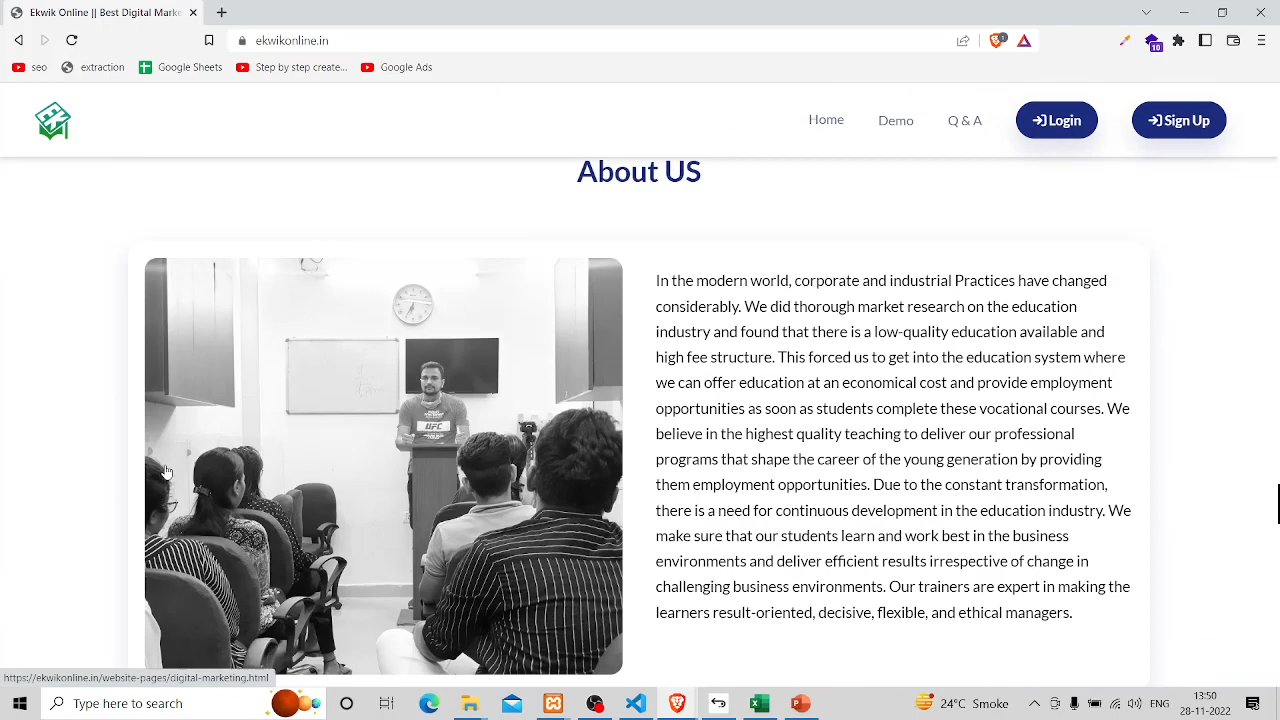 Ekwik Online || Best Digital Marke
ekwikonline.in
1
10
seo
extraction
Google Sheets
Step by step create...
Google Ads
Home
Demo
Q & A
Login
Sign Up
About US
In the modern world, corporate and industrial Practices have changed
considerably. We did thorough market research on the education
industry and found that there is a low-quality education available and
high fee structure. This forced us to get into the education system where
we can offer education at an economical cost and provide employment
opportunities as soon as students complete these vocational courses. We
believe in the highest quality teaching to deliver our professional
programs that shape the career of the young generation by providing
them employment opportunities. Due to the constant transformation,
there is a need for continuous development in the education industry. We
make sure that our students learn and work best in the business
environments and deliver efficient results irrespective of change in
challenging business environments. Our trainers are expert in making the
learners result-oriented, decisive, flexible, and ethical managers.
UFC
https://ekwikonline.in/website-pages/digital-marketing.html
Type here to search
24°C Smoke
ENG
13:50
28-11-2022